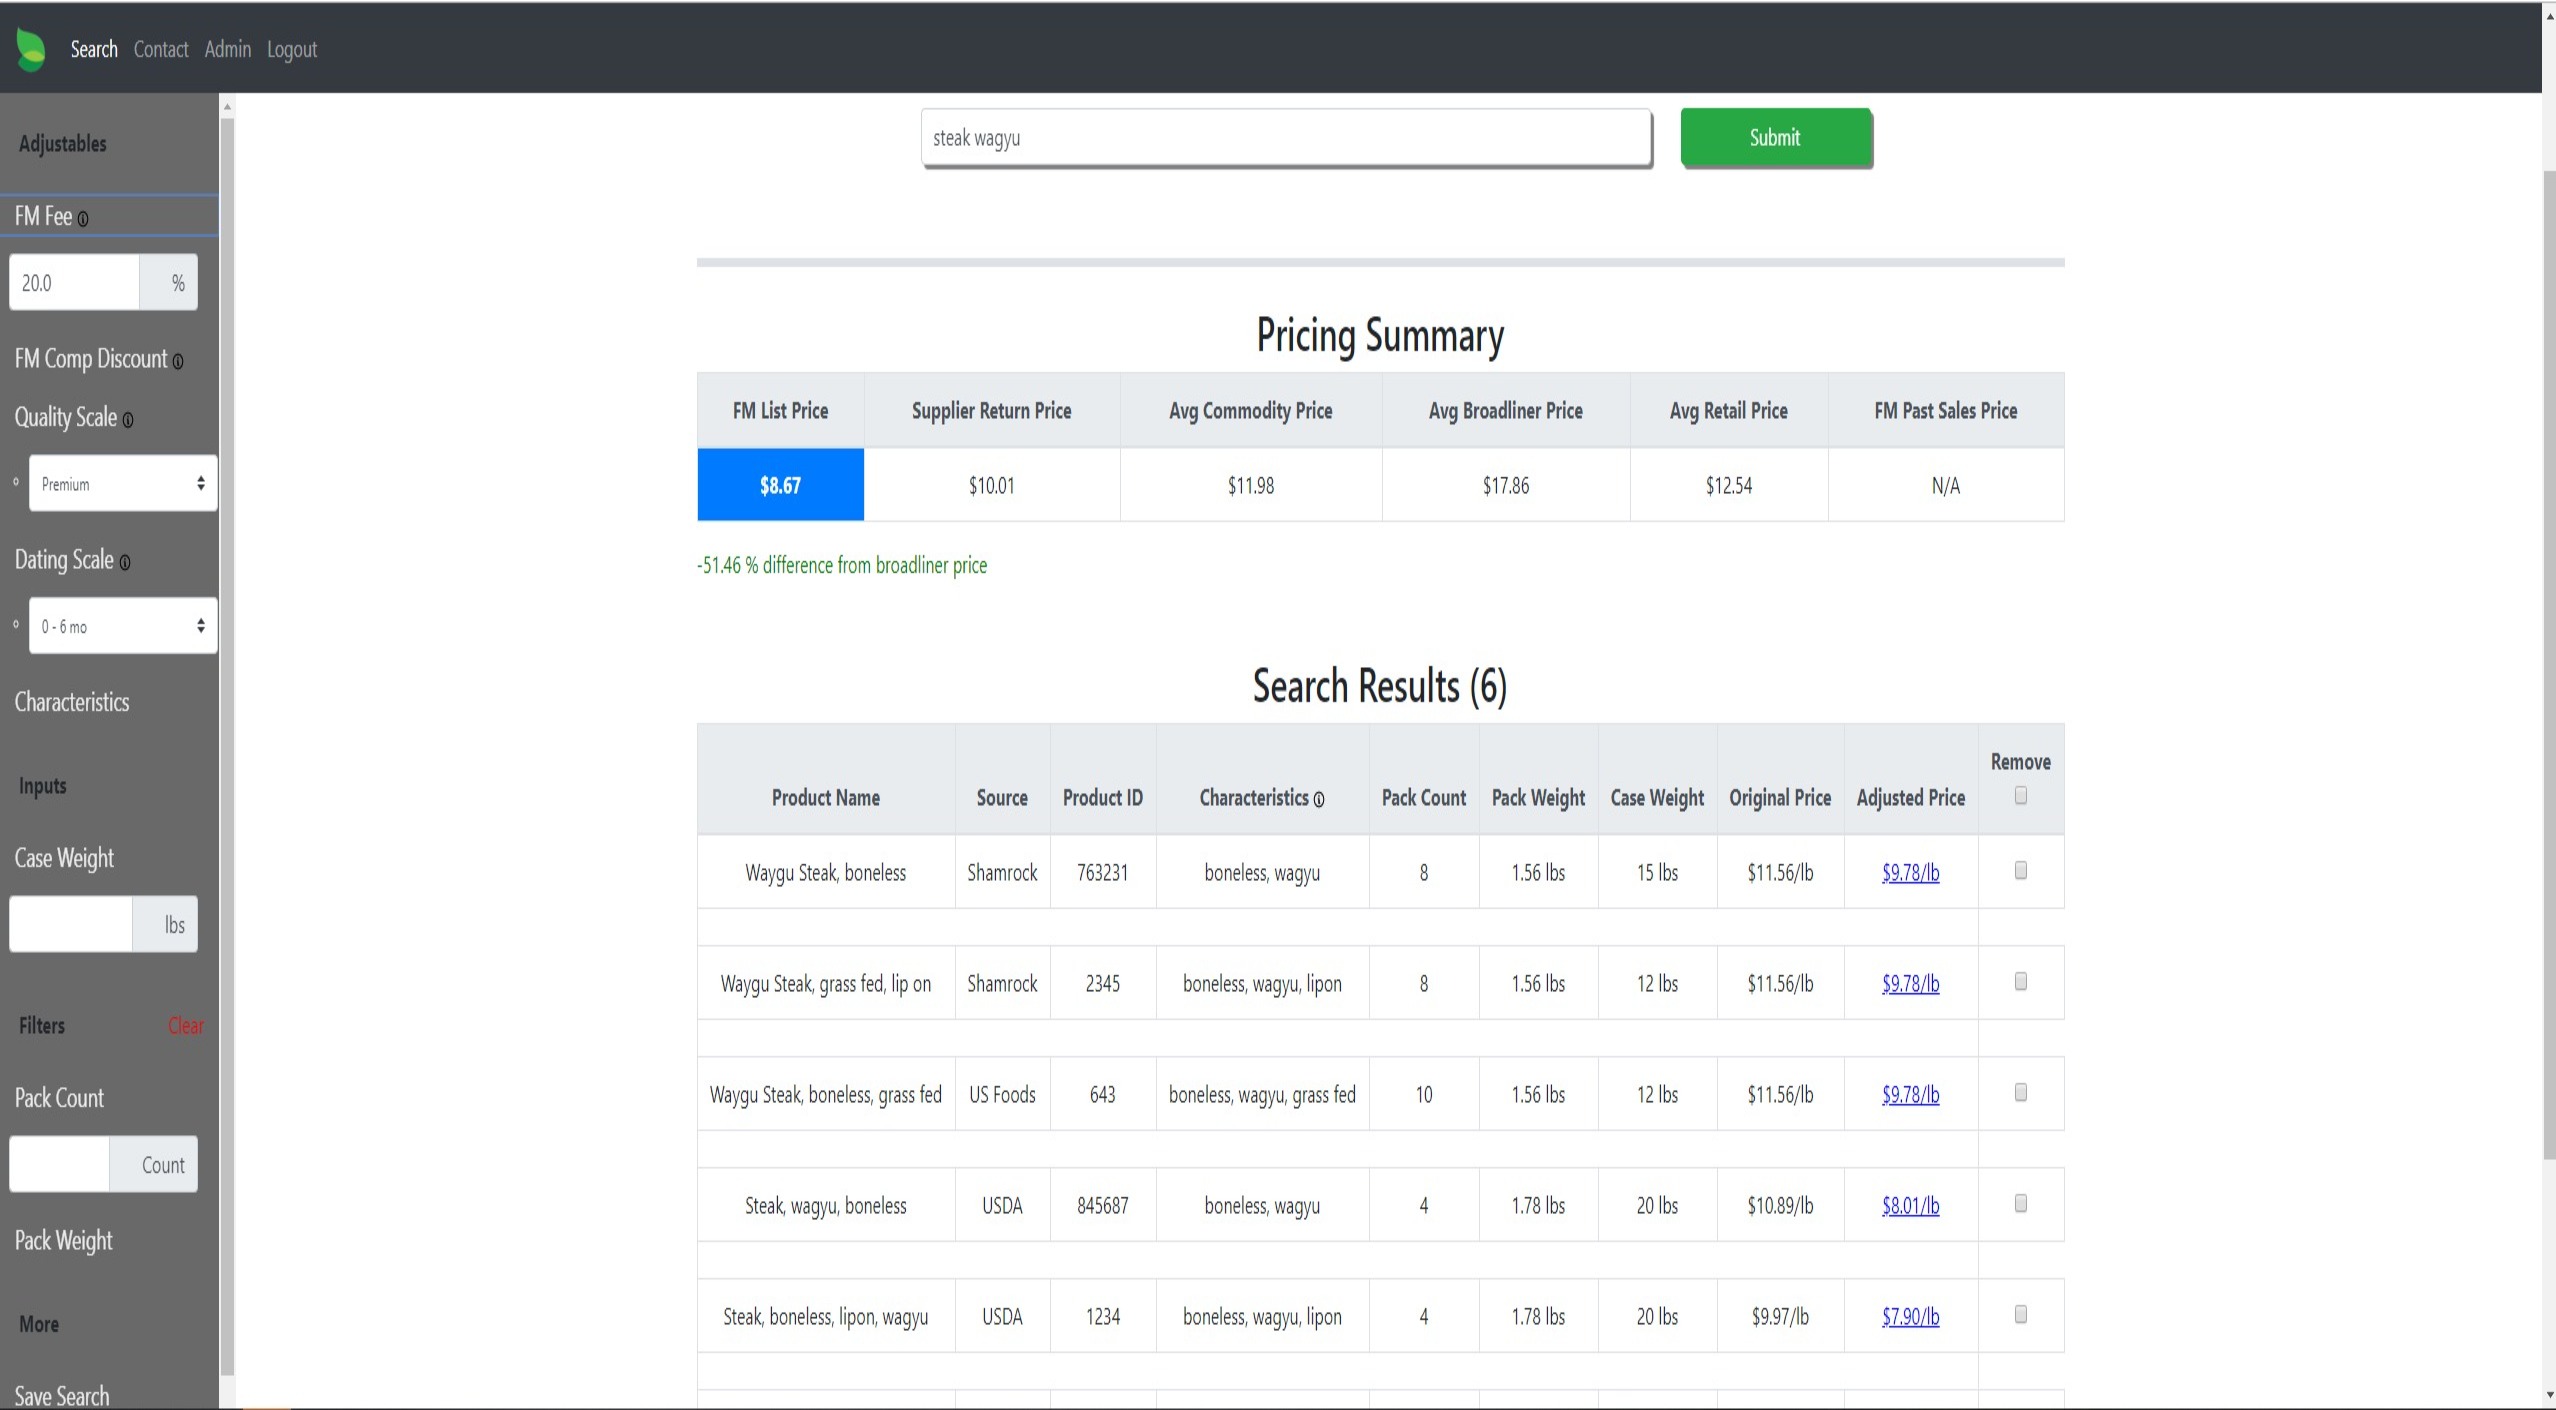 Search Contact Admin Logout
Adjustables
FM Fee
20.0 %
FM Comp Discount
Quality Scale
Premium
Dating Scale
0 - 6 mo
Characteristics
Inputs
Case Weight
lbs
Filters Clear
Pack Count
Count
Pack Weight
More
Save Search
steak wagyu Submit
Pricing Summary
FM List Price Supplier Return Price Avg Commodity Price Avg Broadliner Price Avg Retail Price FM Past Sales Price
$8.67 $10.01 $11.98 $17.86 $12.54 N/A
-51.46 % difference from broadliner price
Search Results (6)
Product Name Source Product ID Characteristics Pack Count Pack Weight Case Weight Original Price Adjusted Price Remove
Waygu Steak, boneless Shamrock 763231 boneless, wagyu 8 1.56 lbs 15 lbs $11.56/lb $9.78/lb
Waygu Steak, grass fed, lip on Shamrock 2345 boneless, wagyu, lipon 8 1.56 lbs 12 lbs $11.56/lb $9.78/lb
Waygu Steak, boneless, grass fed US Foods 643 boneless, wagyu, grass fed 10 1.56 lbs 12 lbs $11.56/lb $9.78/lb
Steak, wagyu, boneless USDA 845687 boneless, wagyu 4 1.78 lbs 20 lbs $10.89/lb $8.01/lb
Steak, boneless, lipon, wagyu USDA 1234 boneless, wagyu, lipon 4 1.78 lbs 20 lbs $9.97/lb $7.90/lb